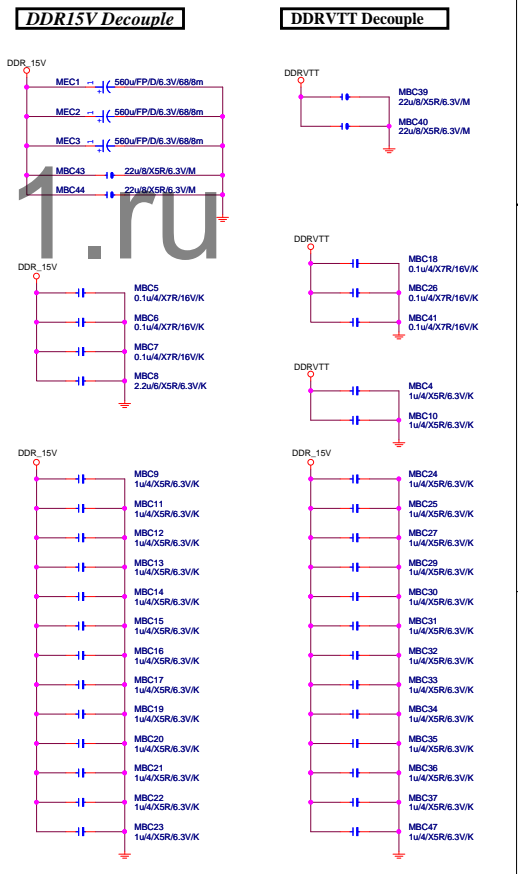 DDR15V Decouple
DDR_15V
MEC1 1 + 560u/FP/D/6.3V/68/8m
MEC2 1 + 560u/FP/D/6.3V/68/8m
MEC3 1 + 560u/FP/D/6.3V/68/8m
MBC43 22u/8/X5R/6.3V/M
MBC44 22u/8/X5R/6.3V/M
1.ru
DDR_15V
MBC5
0.1u/4/X7R/16V/K
MBC6
0.1u/4/X7R/16V/K
MBC7
0.1u/4/X7R/16V/K
MBC8
2.2u/6/X5R/6.3V/K
DDR_15V
MBC9
1u/4/X5R/6.3V/K
MBC11
1u/4/X5R/6.3V/K
MBC12
1u/4/X5R/6.3V/K
MBC13
1u/4/X5R/6.3V/K
MBC14
1u/4/X5R/6.3V/K
MBC15
1u/4/X5R/6.3V/K
MBC16
1u/4/X5R/6.3V/K
MBC17
1u/4/X5R/6.3V/K
MBC19
1u/4/X5R/6.3V/K
MBC20
1u/4/X5R/6.3V/K
MBC21
1u/4/X5R/6.3V/K
MBC22
1u/4/X5R/6.3V/K
MBC23
1u/4/X5R/6.3V/K
DDRVTT Decouple
DDRVTT
MBC39
22u/8/X5R/6.3V/M
MBC40
22u/8/X5R/6.3V/M
DDRVTT
MBC18
0.1u/4/X7R/16V/K
MBC26
0.1u/4/X7R/16V/K
MBC41
0.1u/4/X7R/16V/K
DDRVTT
MBC4
1u/4/X5R/6.3V/K
MBC10
1u/4/X5R/6.3V/K
DDR_15V
MBC24
1u/4/X5R/6.3V/K
MBC25
1u/4/X5R/6.3V/K
MBC27
1u/4/X5R/6.3V/K
MBC29
1u/4/X5R/6.3V/K
MBC30
1u/4/X5R/6.3V/K
MBC31
1u/4/X5R/6.3V/K
MBC32
1u/4/X5R/6.3V/K
MBC33
1u/4/X5R/6.3V/K
MBC34
1u/4/X5R/6.3V/K
MBC35
1u/4/X5R/6.3V/K
MBC36
1u/4/X5R/6.3V/K
MBC37
1u/4/X5R/6.3V/K
MBC47
1u/4/X5R/6.3V/K